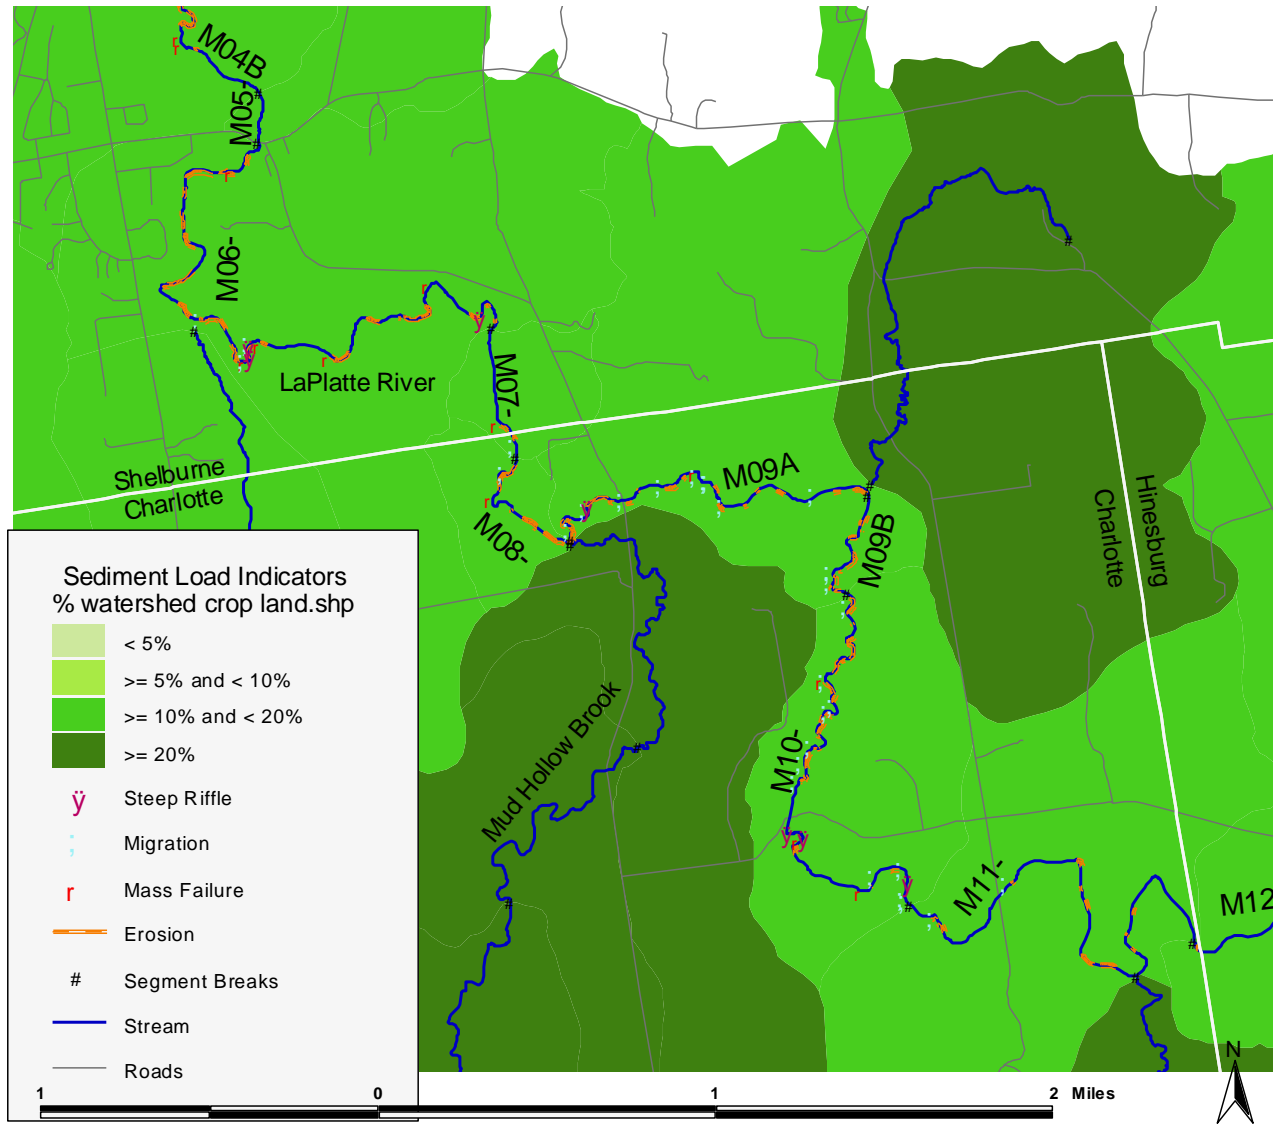 M04B
M05-
M06-
LaPlatte River
M07-
Shelburne
Charlotte
M08-
M09A
M09B
Hinesburg
Charlotte
Mud Hollow Brook
M10-
M11-
M12
Sediment Load Indicators
% watershed crop land.shp
< 5%
>= 5% and < 10%
>= 10% and < 20%
>= 20%
ÿ Steep Riffle
; Migration
r Mass Failure
Erosion
# Segment Breaks
Stream
Roads
N
1 0 1 2 Miles